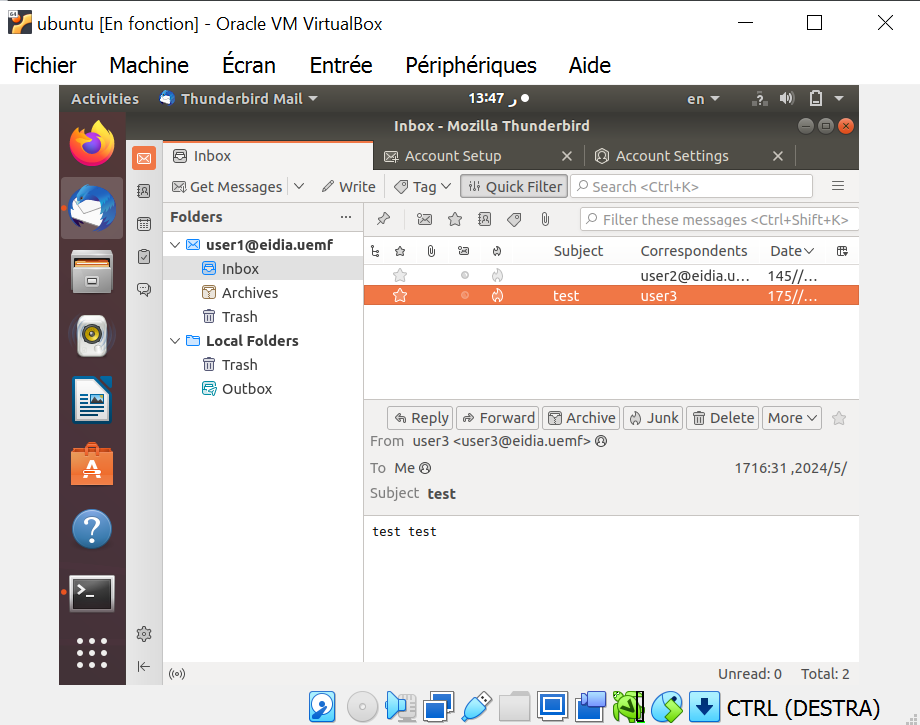 ubuntu [En fonction] - Oracle VM VirtualBox
Fichier Machine Écran Entrée Périphériques Aide
Activities Thunderbird Mail 13:47 ر en
Inbox - Mozilla Thunderbird
Inbox Account Setup Account Settings
Get Messages Write Tag Quick Filter Search <Ctrl+K>
Folders ... Filter these messages <Ctrl+Shift+K>
user1@eidia.uemf Subject Correspondents Date
Inbox user2@eidia.u... 145//...
Archives test user3 175//...
Trash
Local Folders
Trash
Outbox
Reply Forward Archive Junk Delete More
From user3 <user3@eidia.uemf>
To Me 1716:31 ,2024/5/
Subject test
test test
Unread: 0 Total: 2
CTRL (DESTRA)